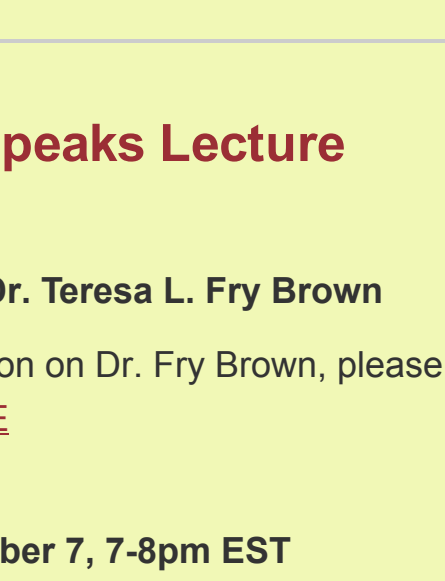 peaks Lecture
Dr. Teresa L. Fry Brown
on on Dr. Fry Brown, please
E
ber 7, 7-8pm EST